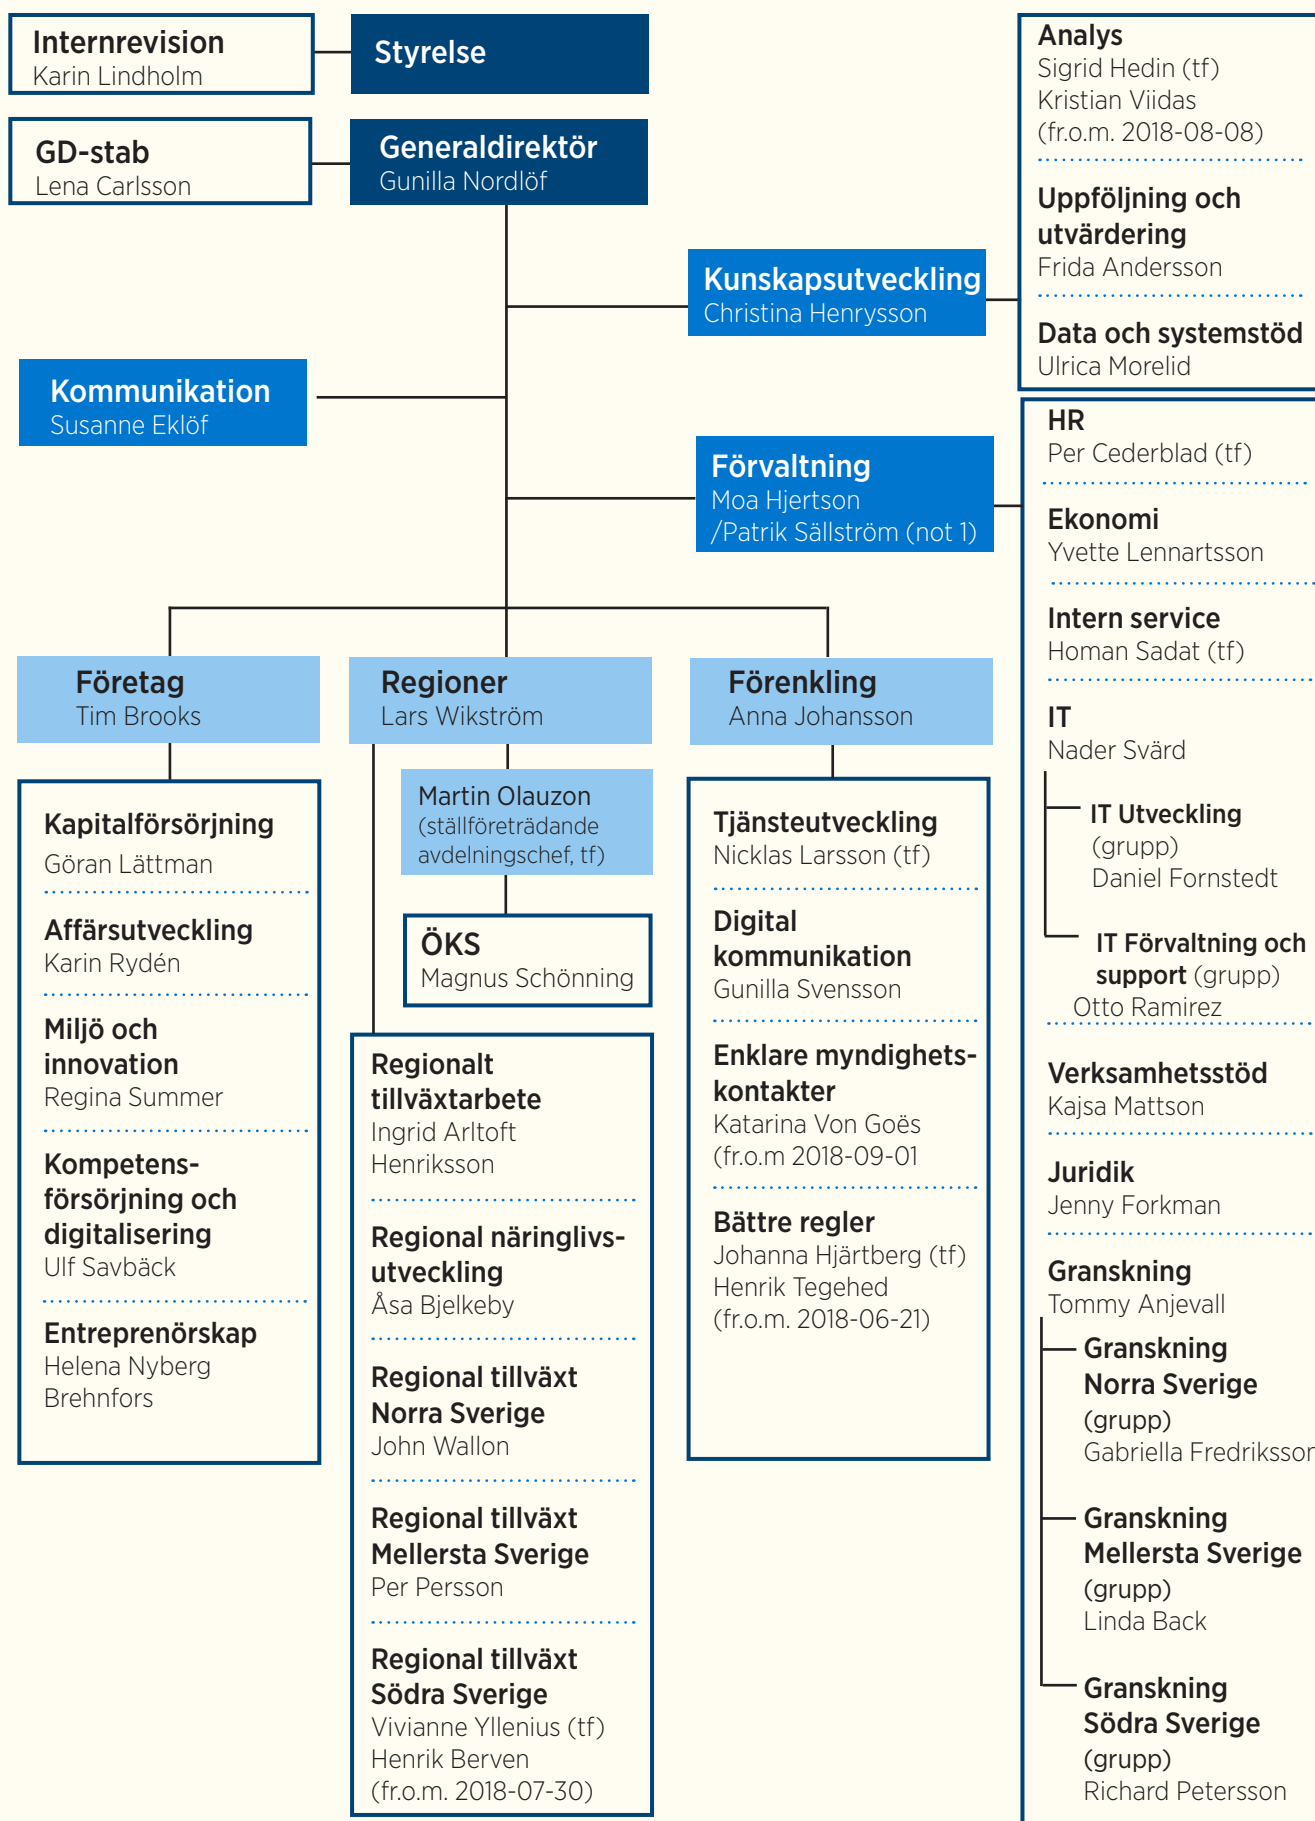 Internrevision
Karin Lindholm
Styrelse
GD-stab
Lena Carlsson
Generaldirektör
Gunilla Nordlöf
Kunskapsutveckling
Christina Henrysson
Analys
Sigrid Hedin (tf)
Kristian Viidas
(fr.o.m. 2018-08-08)
Uppföljning och
utvärdering
Frida Andersson
Data och systemstöd
Ulrica Morelid
Kommunikation
Susanne Eklöf
Förvaltning
Moa Hjertson
/Patrik Sällström (not 1)
HR
Per Cederblad (tf)
Ekonomi
Yvette Lennartsson
Intern service
Homan Sadat (tf)
IT
Nader Svärd
IT Utveckling
(grupp)
Daniel Fornstedt
IT Förvaltning och
support (grupp)
Otto Ramirez
Verksamhetsstöd
Kajsa Mattson
Juridik
Jenny Forkman
Granskning
Tommy Anjevall
Granskning
Norra Sverige
(grupp)
Gabriella Fredriksson
Granskning
Mellersta Sverige
(grupp)
Linda Back
Granskning
Södra Sverige
(grupp)
Richard Petersson
Företag
Tim Brooks
Kapitalförsörjning
Göran Lättman
Affärsutveckling
Karin Rydén
Miljö och
innovation
Regina Summer
Kompetens-
försörjning och
digitalisering
Ulf Savbäck
Entreprenörskap
Helena Nyberg
Brehnfors
Regioner
Lars Wikström
Martin Olauzon
(ställföreträdande
avdelningschef, tf)
ÖKS
Magnus Schönning
Regionalt
tillväxtarbete
Ingrid Arltoft
Henriksson
Regional näringlivs-
utveckling
Åsa Bjelkeby
Regional tillväxt
Norra Sverige
John Wallon
Regional tillväxt
Mellersta Sverige
Per Persson
Regional tillväxt
Södra Sverige
Vivianne Yllenius (tf)
Henrik Berven
(fr.o.m. 2018-07-30)
Förenkling
Anna Johansson
Tjänsteutveckling
Nicklas Larsson (tf)
Digital
kommunikation
Gunilla Svensson
Enklare myndighets-
kontakter
Katarina Von Goës
(fr.o.m 2018-09-01
Bättre regler
Johanna Hjärtberg (tf)
Henrik Tegehed
(fr.o.m. 2018-06-21)